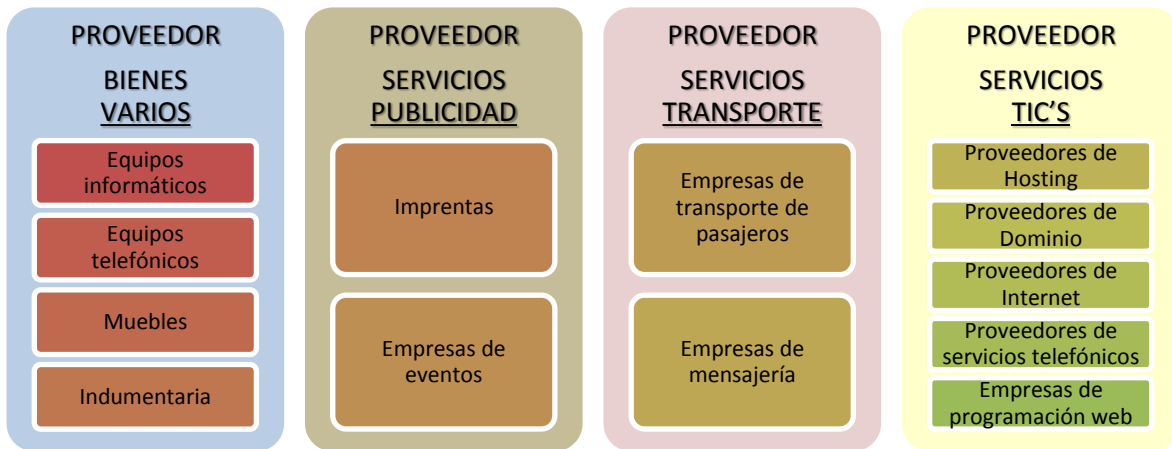 PROVEEDOR
BIENES
VARIOS
Equipos
informáticos
Equipos
telefónicos
Muebles
Indumentaria
PROVEEDOR
SERVICIOS
PUBLICIDAD
Imprentas
Empresas de
eventos
PROVEEDOR
SERVICIOS
TRANSPORTE
Empresas de
transporte de
pasajeros
Empresas de
mensajería
PROVEEDOR
SERVICIOS
TIC'S
Proveedores de
Hosting
Proveedores de
Dominio
Proveedores de
Internet
Proveedores de
servicios telefónicos
Empresas de
programación web